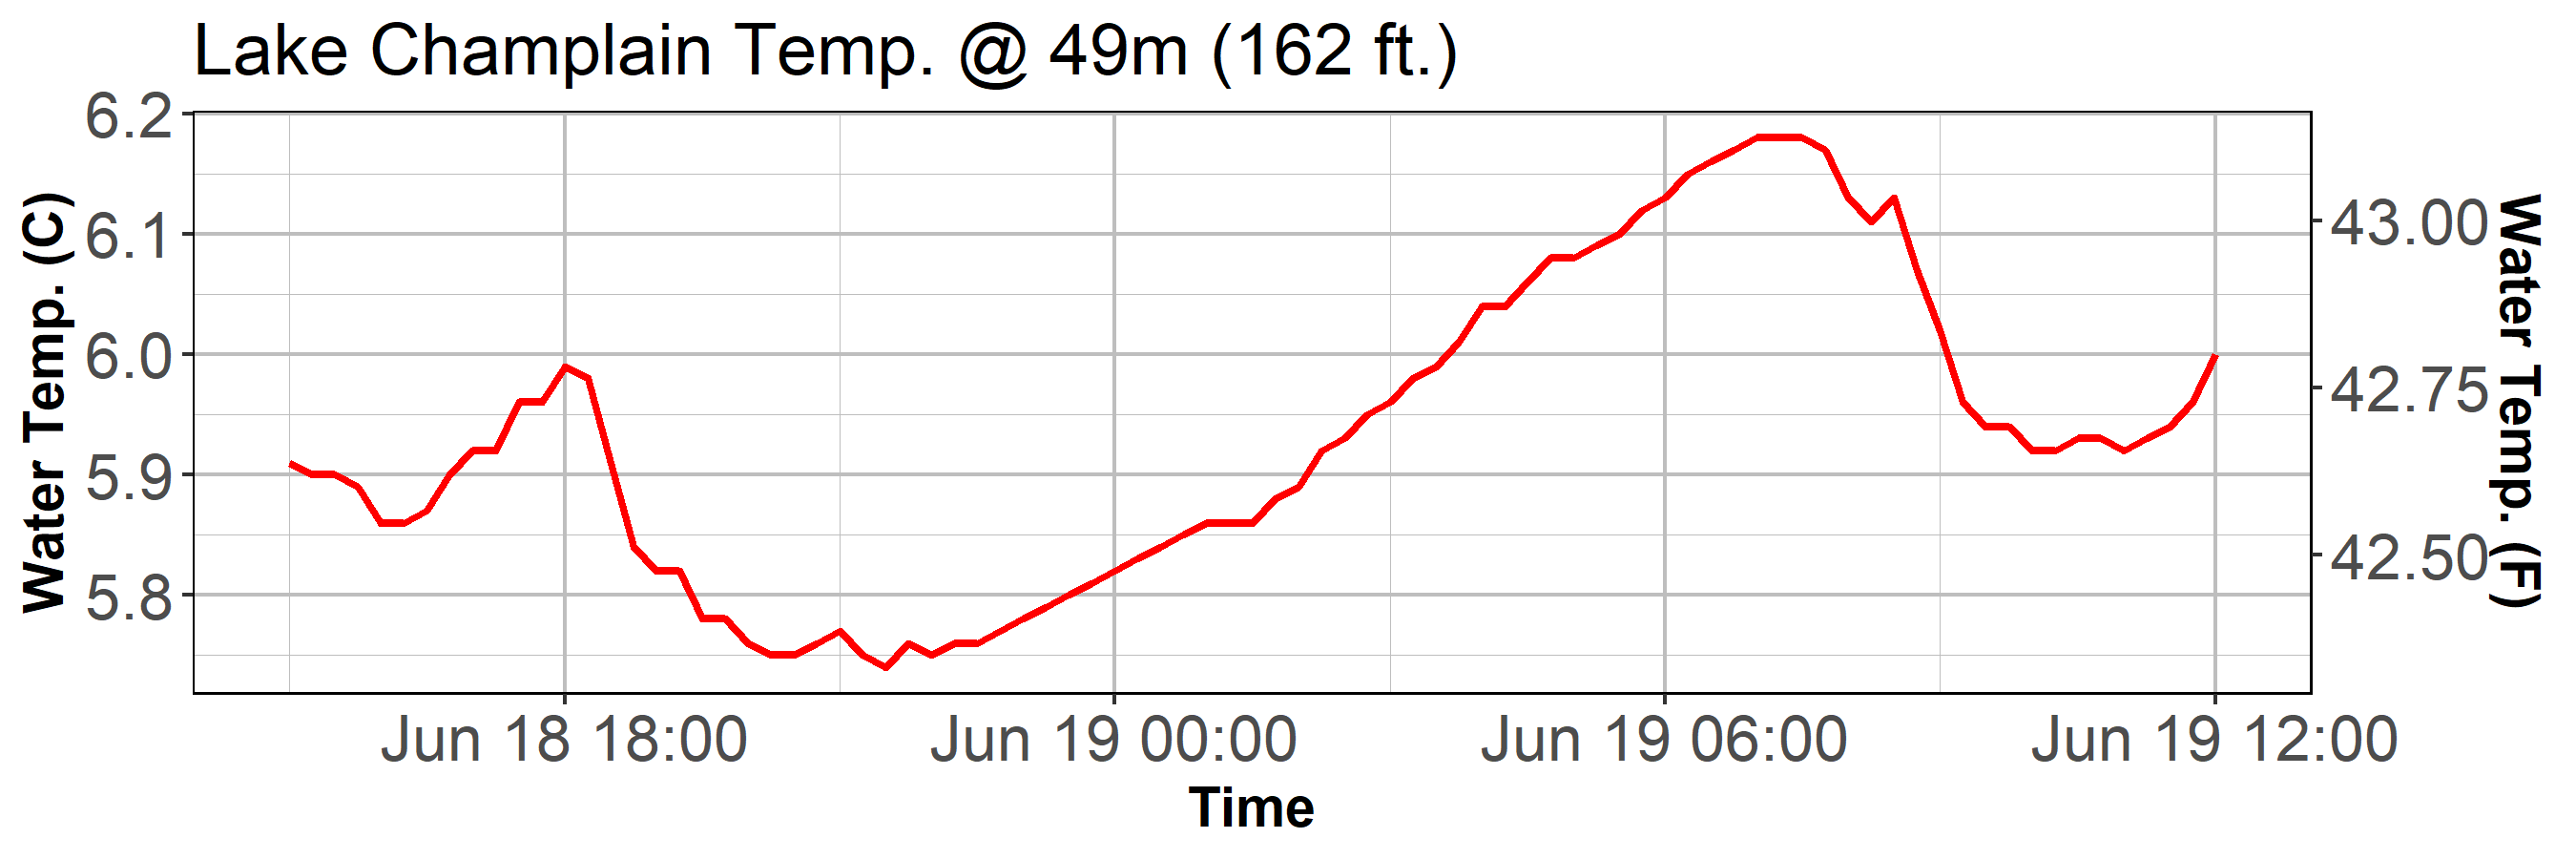 Lake Champlain Temp. @ 49m (162 ft.)
6.2
6.1
6.0
5.9
5.8
Water Temp. (C)
43.00
42.75
42.50
Water Temp. (F)
Jun 18 18:00 Jun 19 00:00 Jun 19 06:00 Jun 19 12:00
Time